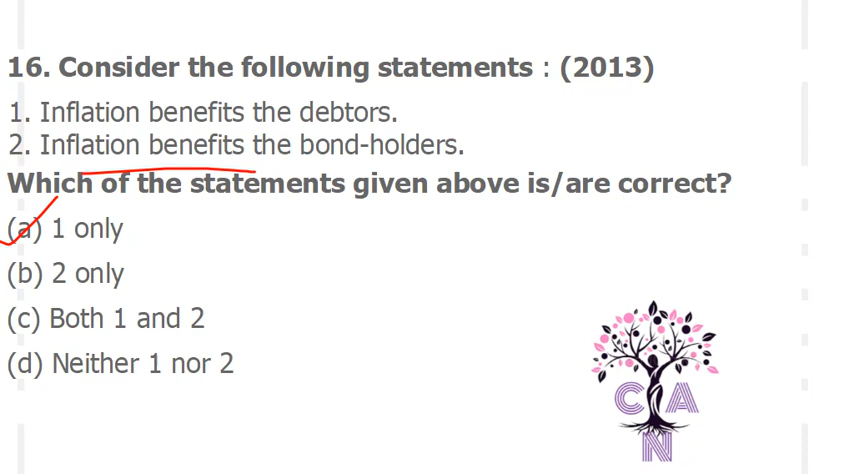 16. Consider the following statements : (2013)
1. Inflation benefits the debtors.
2. Inflation benefits the bond-holders.
Which of the statements given above is/are correct?
(a) 1 only
(b) 2 only
(c) Both 1 and 2
(d) Neither 1 nor 2
C A
N